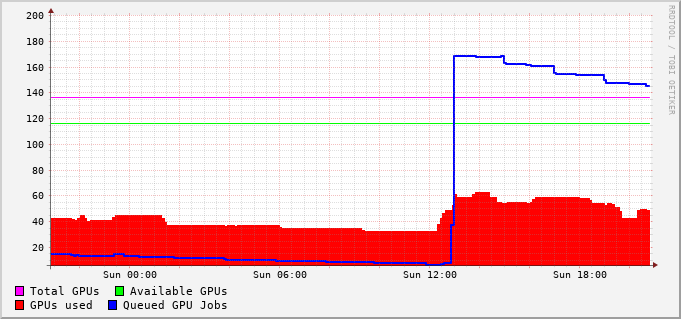 200
180
160
140
120
100
80
60
40
20
Sun 00:00 Sun 06:00 Sun 12:00 Sun 18:00
Total GPUs Available GPUs
GPUs used Queued GPU Jobs
RRDTOOL / TOBI OETIKER